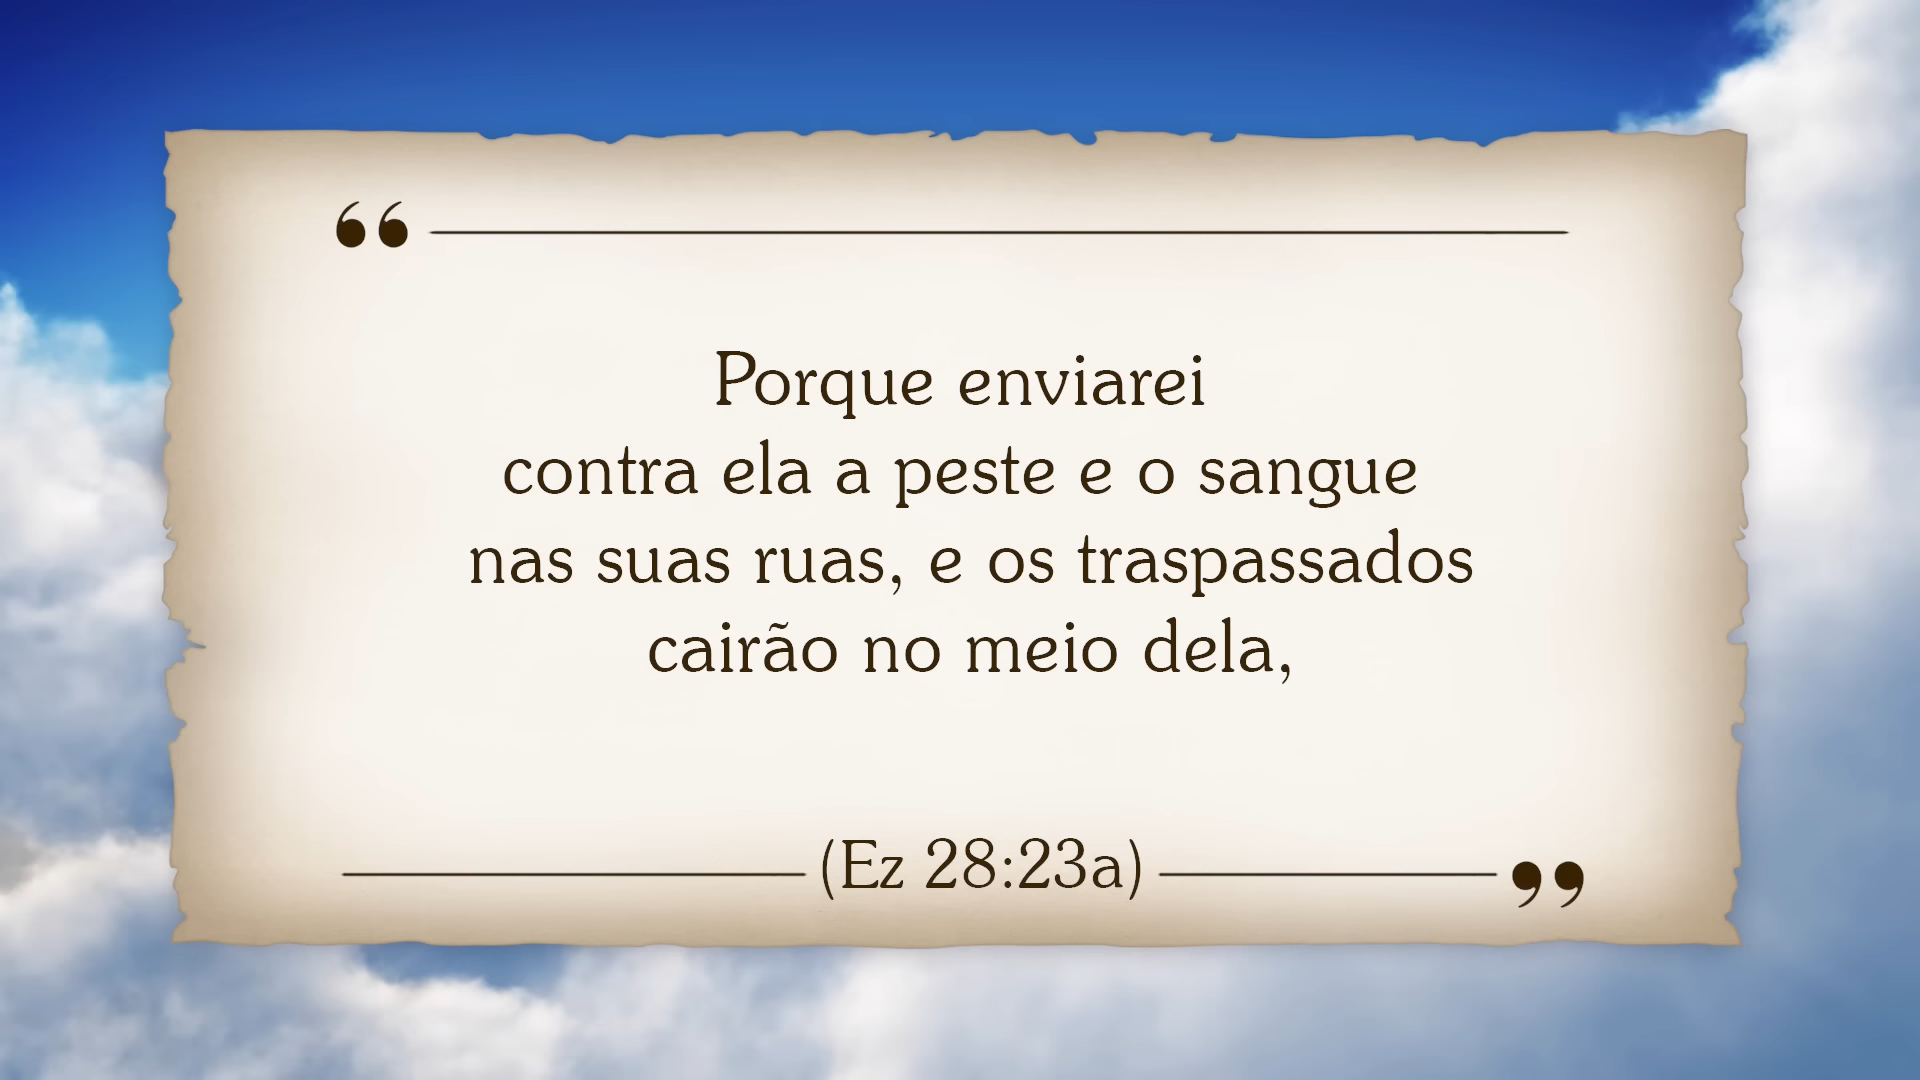 “
Porque enviarei
contra ela a peste e o sangue
nas suas ruas, e os traspassados
cairão no meio dela,
(Ez 28:23a)
”